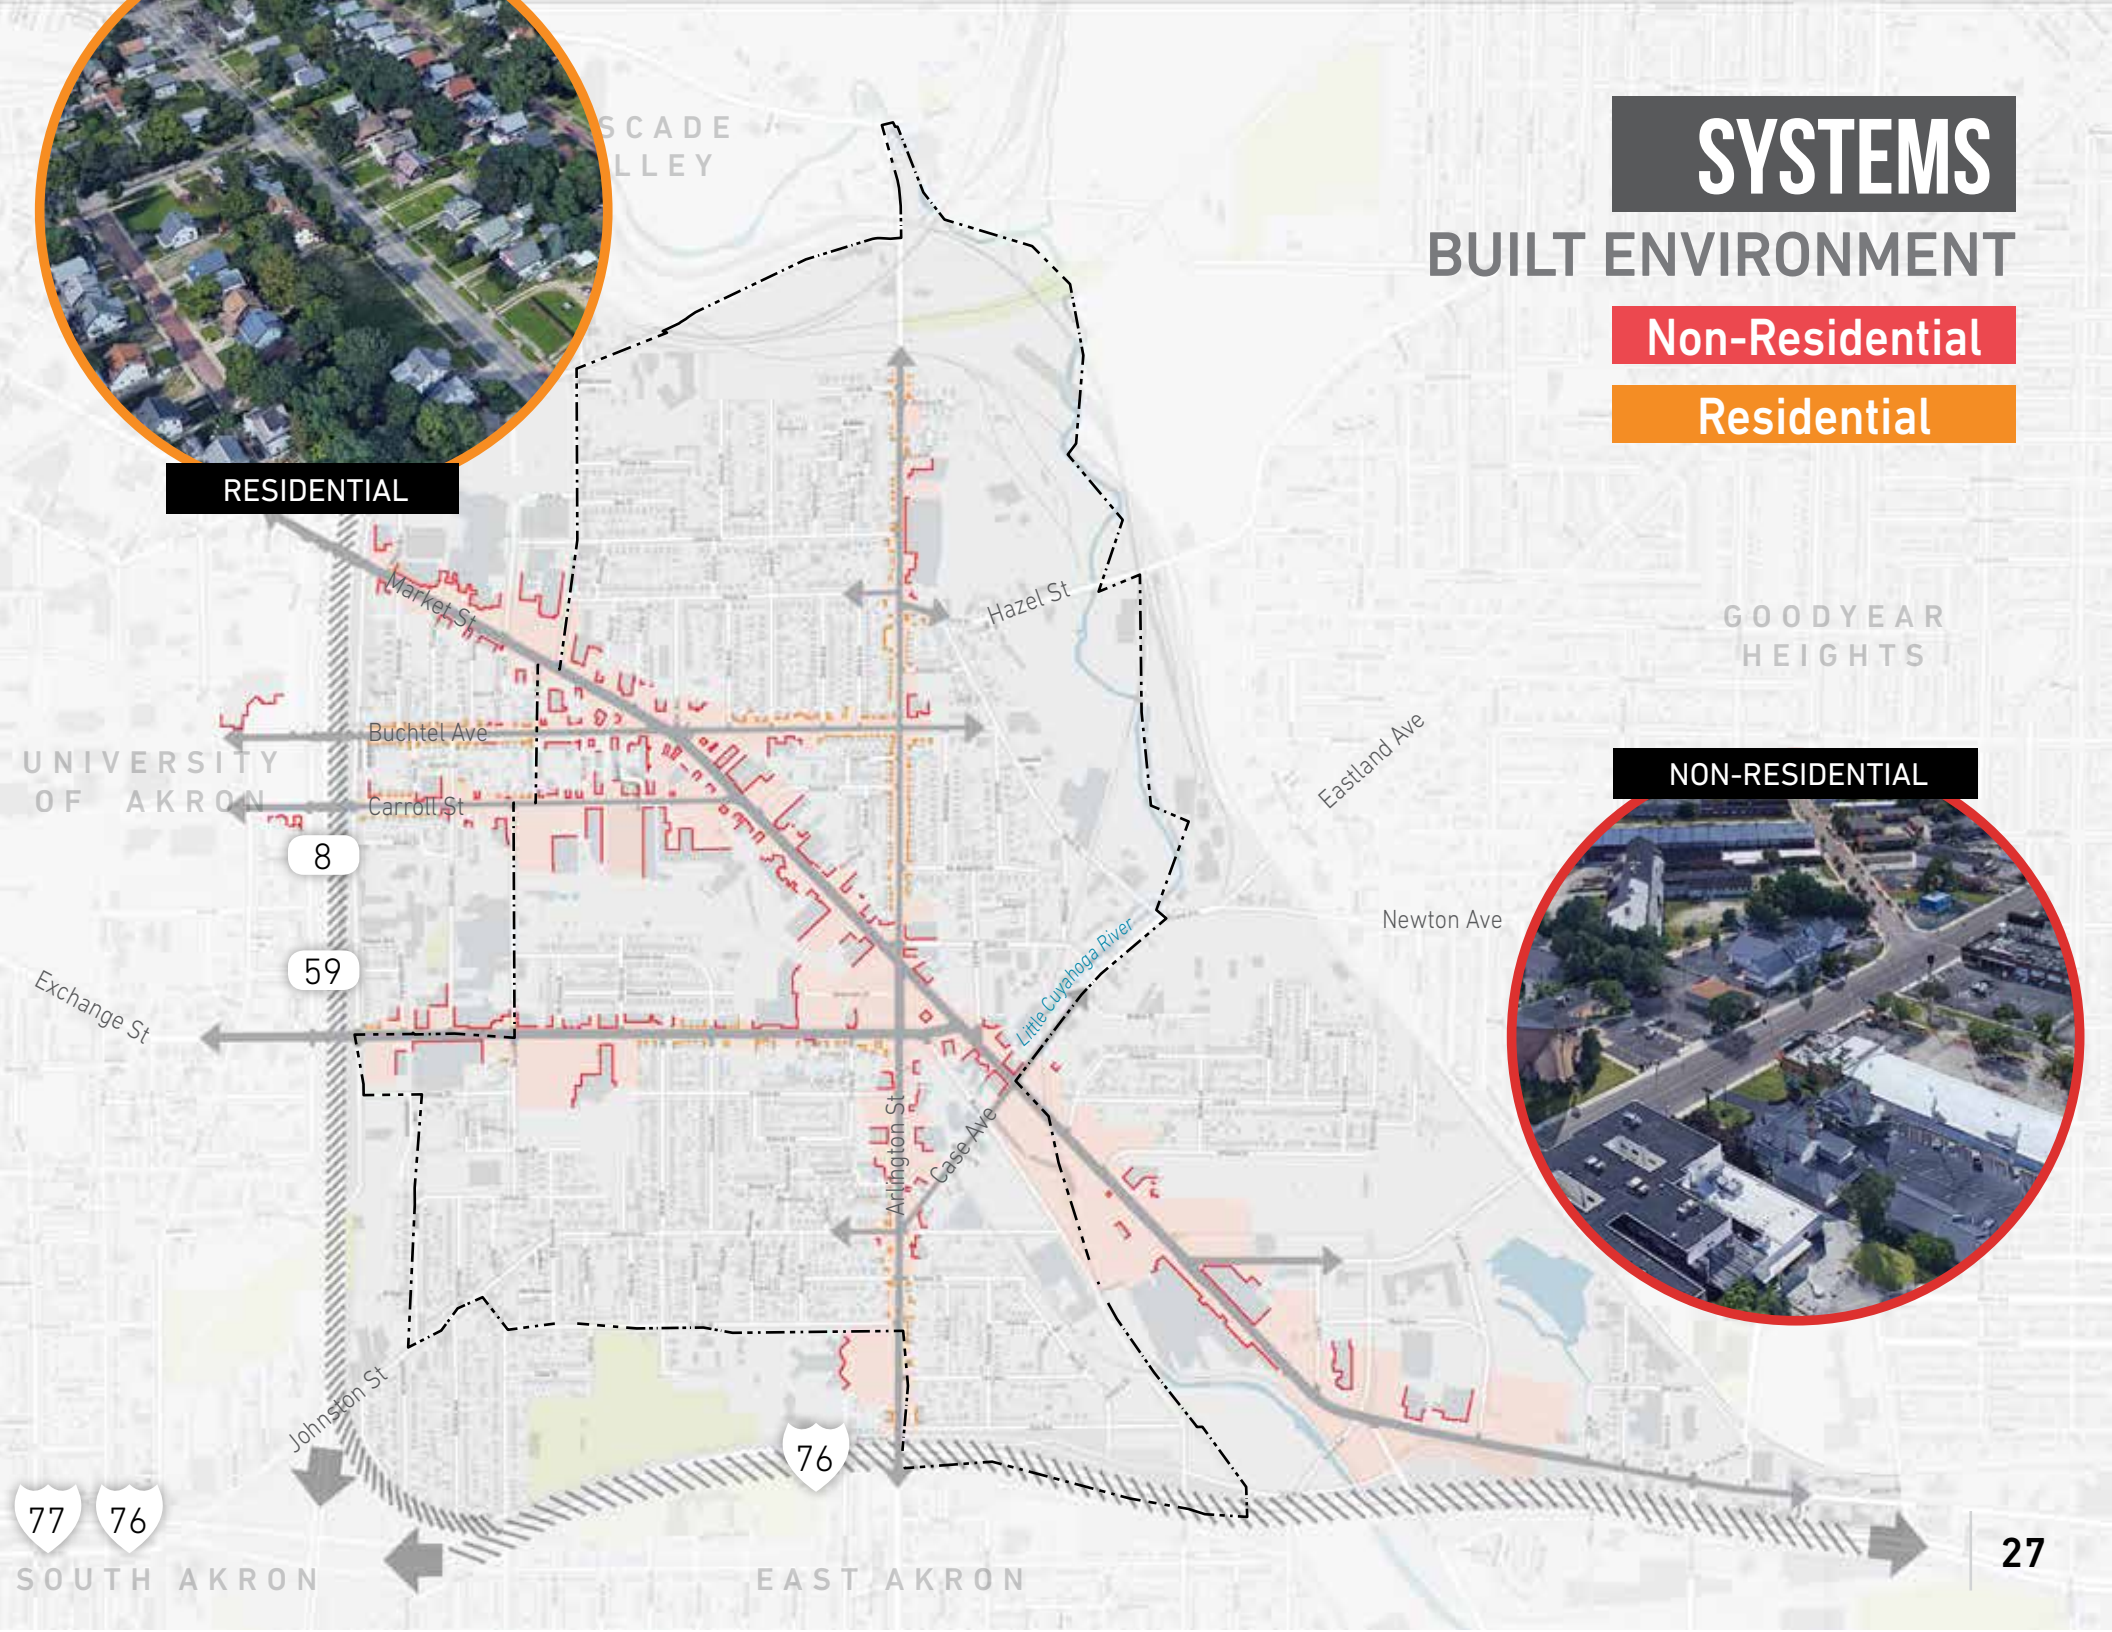 SCADE
LLEY
SYSTEMS
BUILT ENVIRONMENT
Non-Residential
Residential
RESIDENTIAL
Market St
Hazel St
GOODYEAR
HEIGHTS
Buchtel Ave
UNIVERSITY
OF AKRON
Carroll St
Eastland Ave
NON-RESIDENTIAL
8
Newton Ave
59
Exchange St
Little Cuyahoga River
Arlington St
Case Ave
Johnston St
76
77
76
SOUTH AKRON
EAST AKRON
27